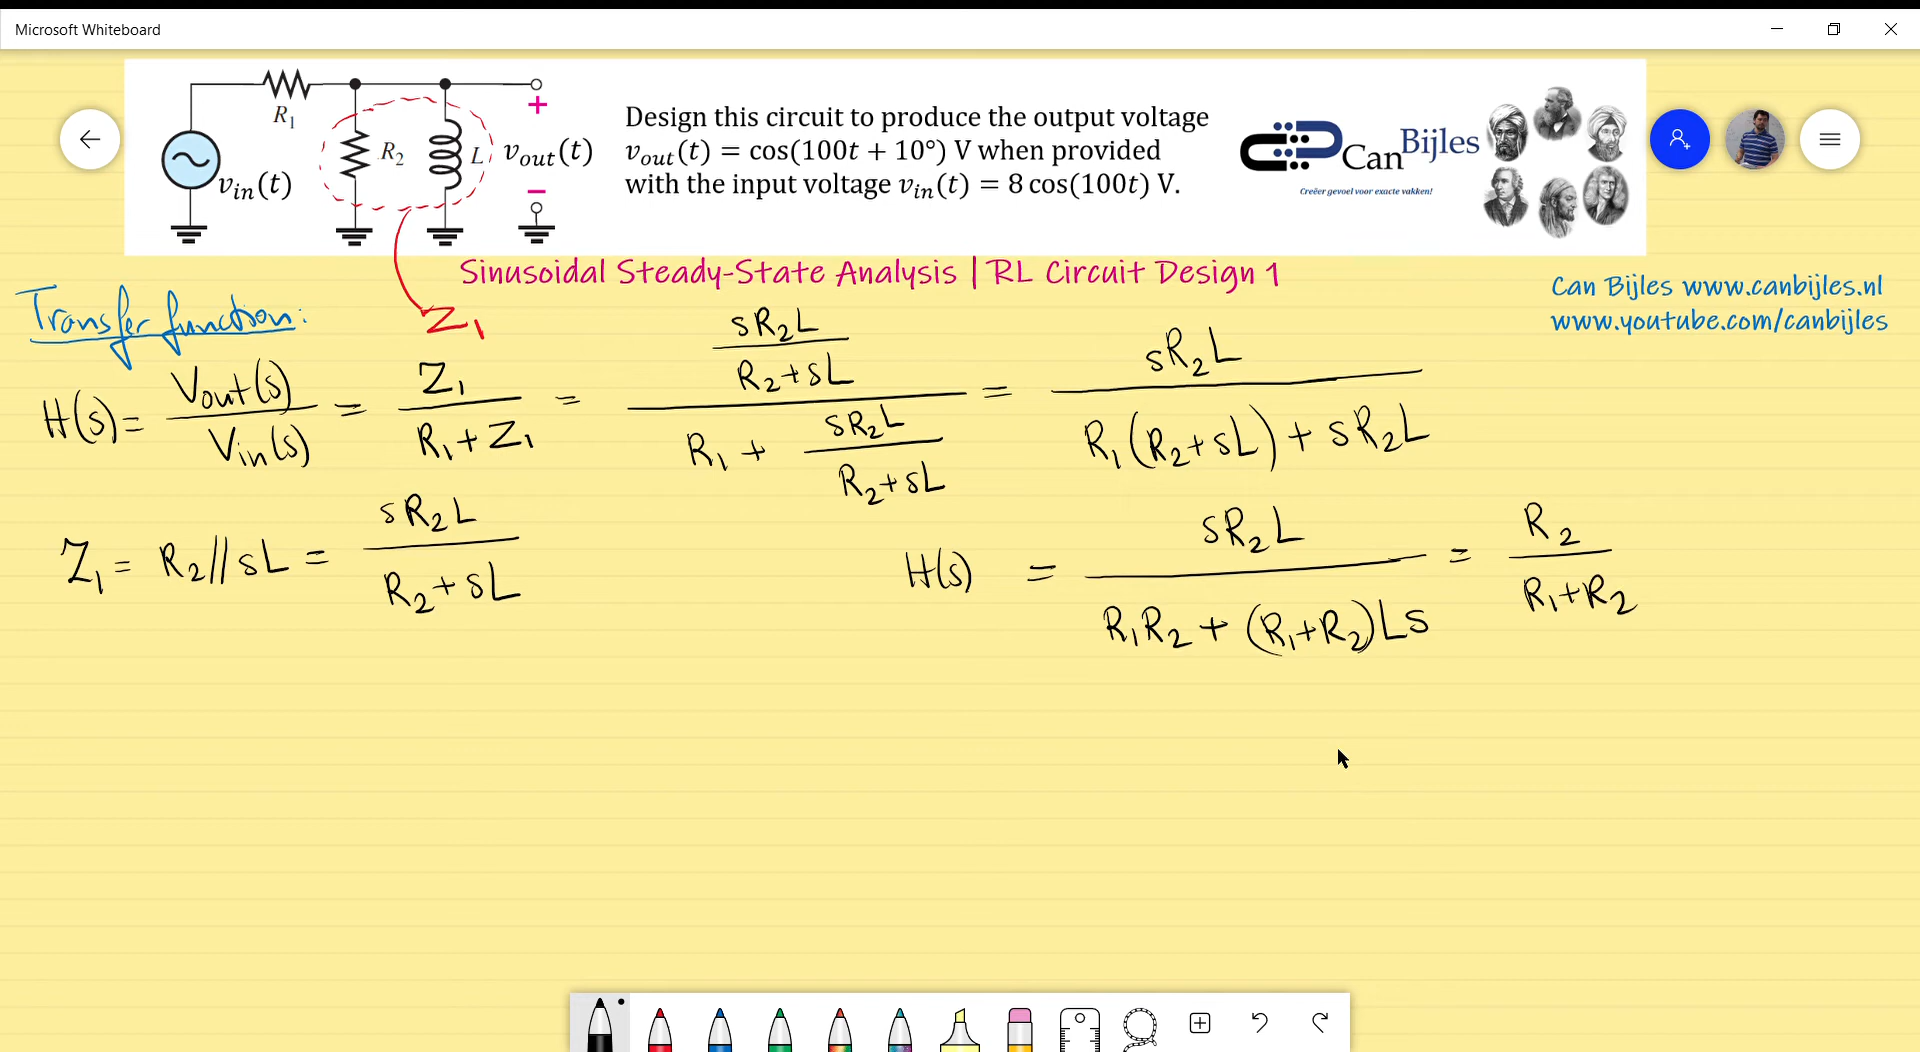 Microsoft Whiteboard
R₁
R₂
L
v_in(t)
+
v_out(t)
−
Design this circuit to produce the output voltage
v_out(t) = cos(100t + 10°) V when provided
with the input voltage v_in(t) = 8 cos(100t) V.
Can Bijles
Creëer gevoel voor exacte vakken!
Sinusoidal Steady-State Analysis | RL Circuit Design 1
Can Bijles www.canbijles.nl
www.youtube.com/canbijles
Transfer function:
Z₁
H(s) = Vout(s) / Vin(s) = Z₁ / (R₁ + Z₁) = (sR₂L / (R₂+sL)) / (R₁ + sR₂L / (R₂+sL)) = sR₂L / (R₁(R₂+sL) + sR₂L)
Z₁ = R₂//sL = sR₂L / (R₂+sL)
H(s) = sR₂L / (R₁R₂ + (R₁+R₂)Ls) = R₂ / (R₁+R₂)